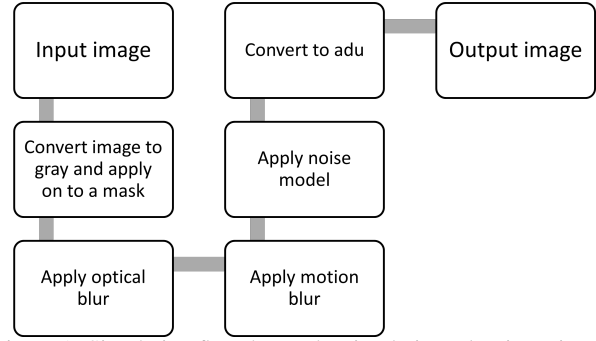 Input image
Convert image to
gray and apply
on to a mask
Apply optical
blur
Apply motion
blur
Apply noise
model
Convert to adu
Output image